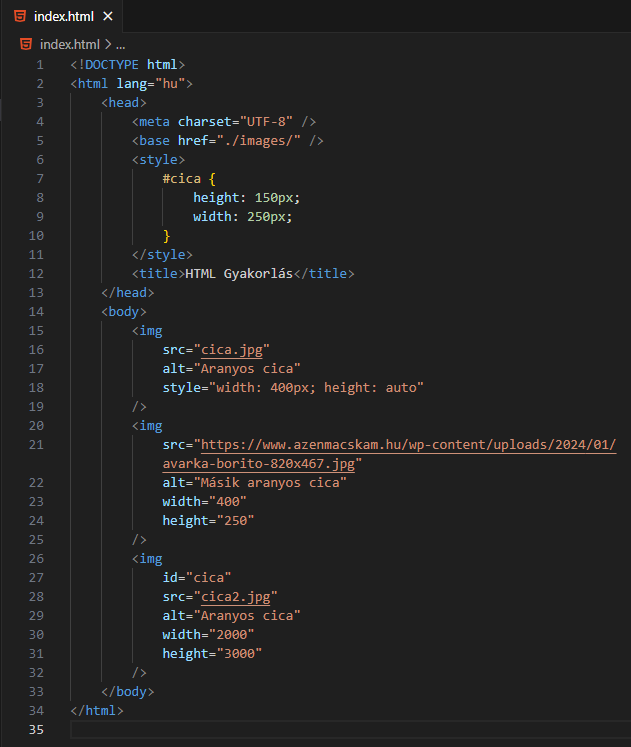 index.html ×
index.html > ...
1 <!DOCTYPE html>
2 <html lang="hu">
3 <head>
4 <meta charset="UTF-8" />
5 <base href="./images/" />
6 <style>
7 #cica {
8 height: 150px;
9 width: 250px;
10 }
11 </style>
12 <title>HTML Gyakorlás</title>
13 </head>
14 <body>
15 <img
16 src="cica.jpg"
17 alt="Aranyos cica"
18 style="width: 400px; height: auto"
19 />
20 <img
21 src="https://www.azenmacskam.hu/wp-content/uploads/2024/01/
avarka-borito-820x467.jpg"
22 alt="Másik aranyos cica"
23 width="400"
24 height="250"
25 />
26 <img
27 id="cica"
28 src="cica2.jpg"
29 alt="Aranyos cica"
30 width="2000"
31 height="3000"
32 />
33 </body>
34 </html>
35